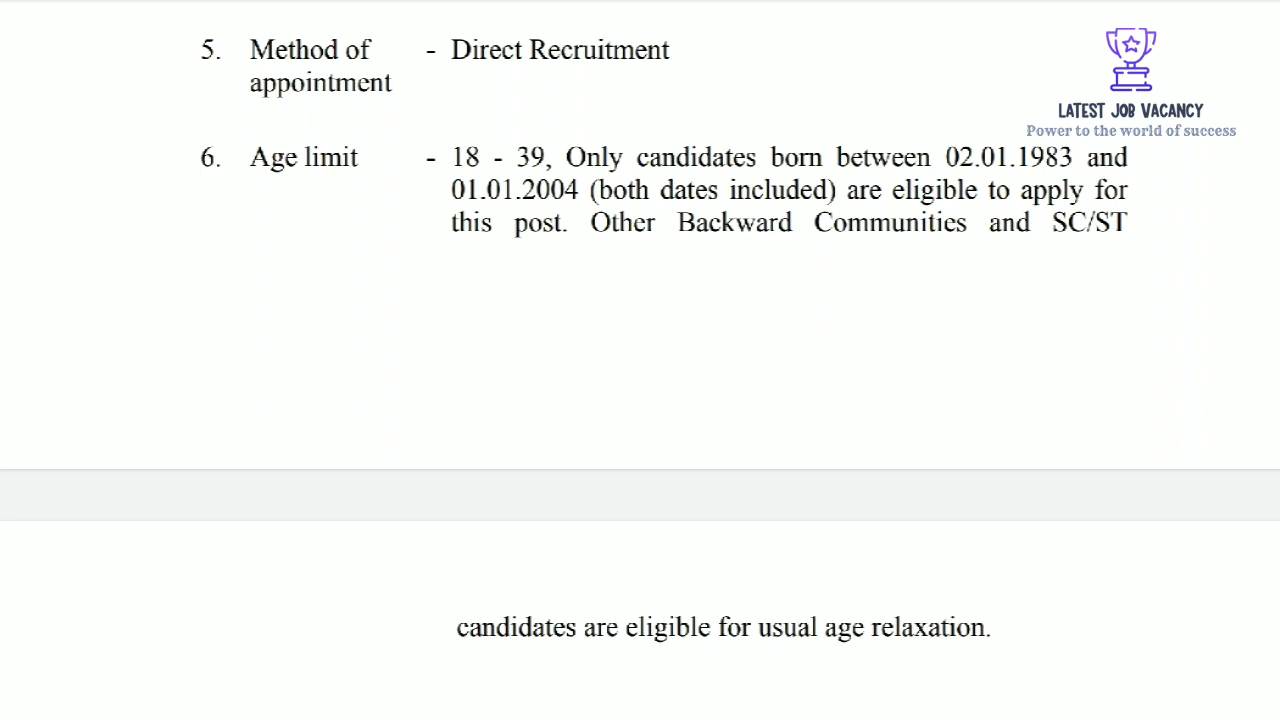 5. Method of appointment - Direct Recruitment
LATEST JOB VACANCY
Power to the world of success
6. Age limit - 18 - 39, Only candidates born between 02.01.1983 and
01.01.2004 (both dates included) are eligible to apply for
this post. Other Backward Communities and SC/ST
candidates are eligible for usual age relaxation.